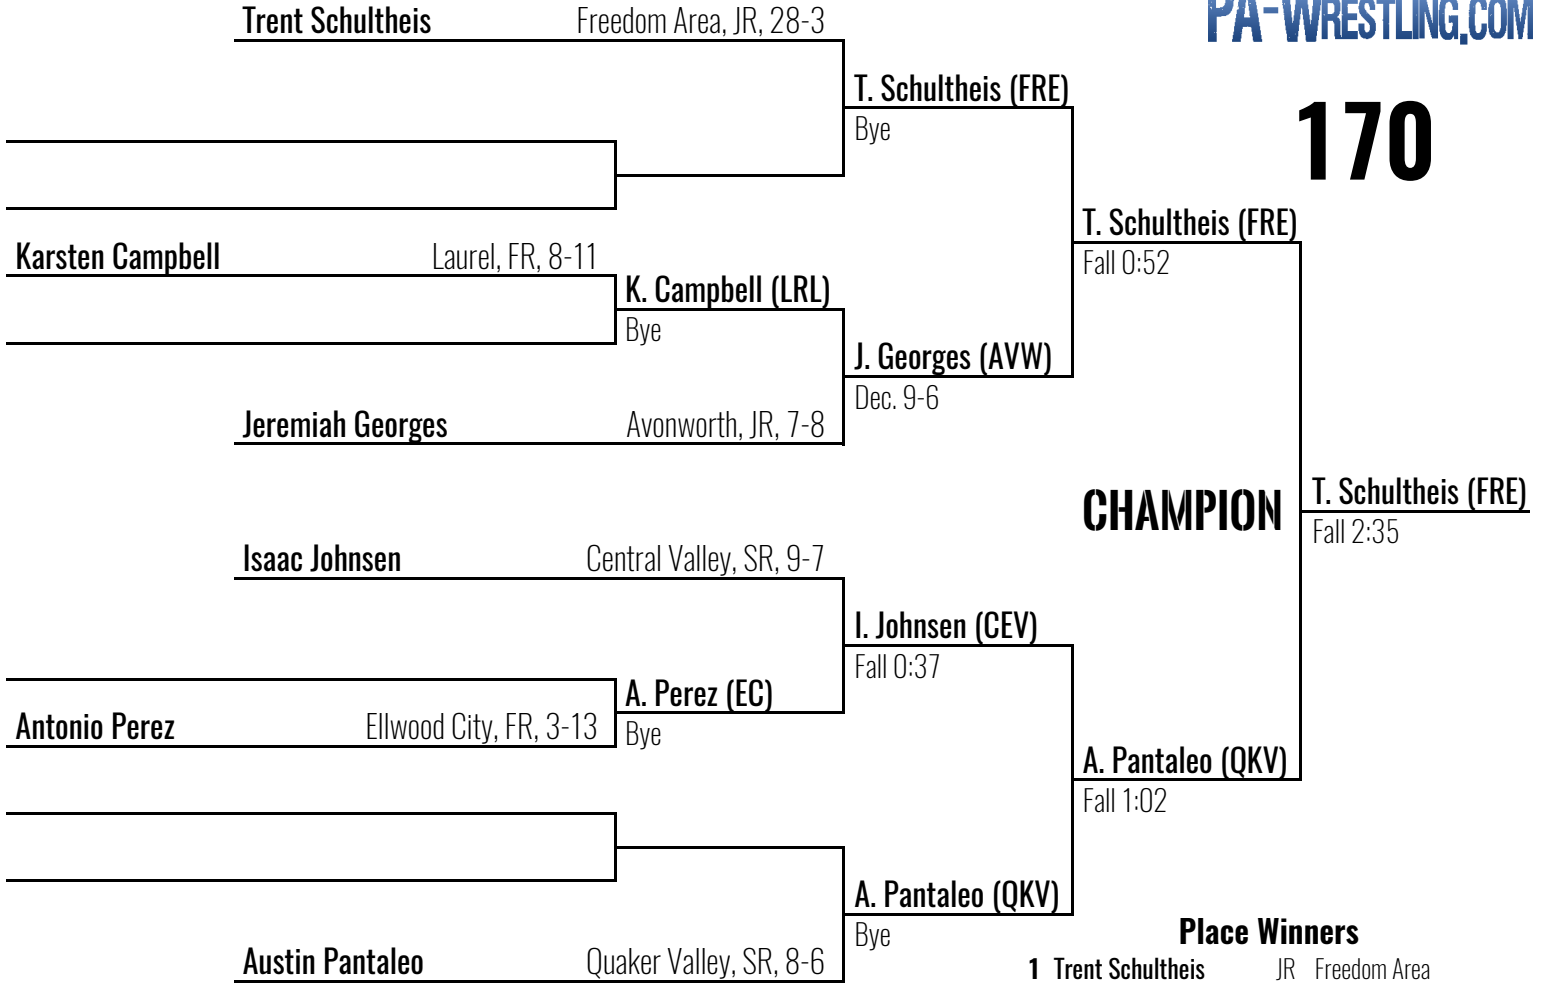 Trent Schultheis Freedom Area, JR, 28-3
PA-WRESTLING.COM
T. Schultheis (FRE)
Bye
170
T. Schultheis (FRE)
Fall 0:52
Karsten Campbell Laurel, FR, 8-11
K. Campbell (LRL)
Bye
J. Georges (AVW)
Dec. 9-6
Jeremiah Georges Avonworth, JR, 7-8
CHAMPION
T. Schultheis (FRE)
Fall 2:35
Isaac Johnsen Central Valley, SR, 9-7
I. Johnsen (CEV)
Fall 0:37
A. Perez (EC)
Bye
Antonio Perez Ellwood City, FR, 3-13
A. Pantaleo (QKV)
Fall 1:02
A. Pantaleo (QKV)
Bye
Austin Pantaleo Quaker Valley, SR, 8-6
Place Winners
1 Trent Schultheis JR Freedom Area